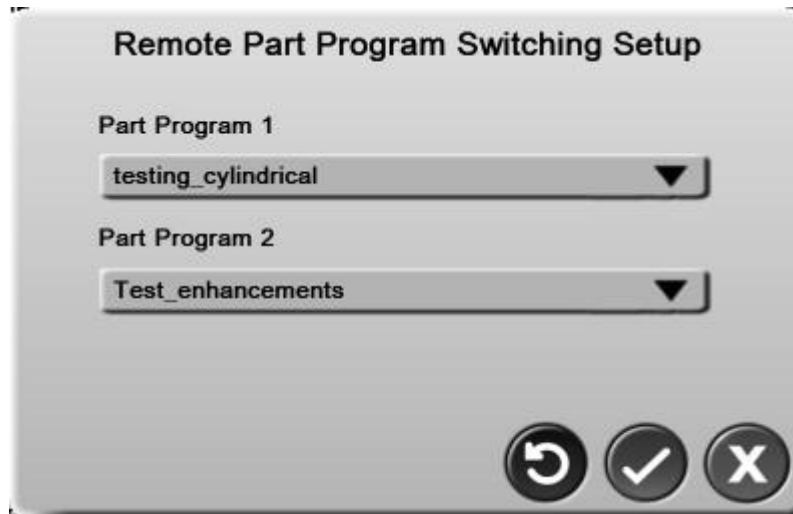 Remote Part Program Switching Setup
Part Program 1
testing_cylindrical
Part Program 2
Test_enhancements